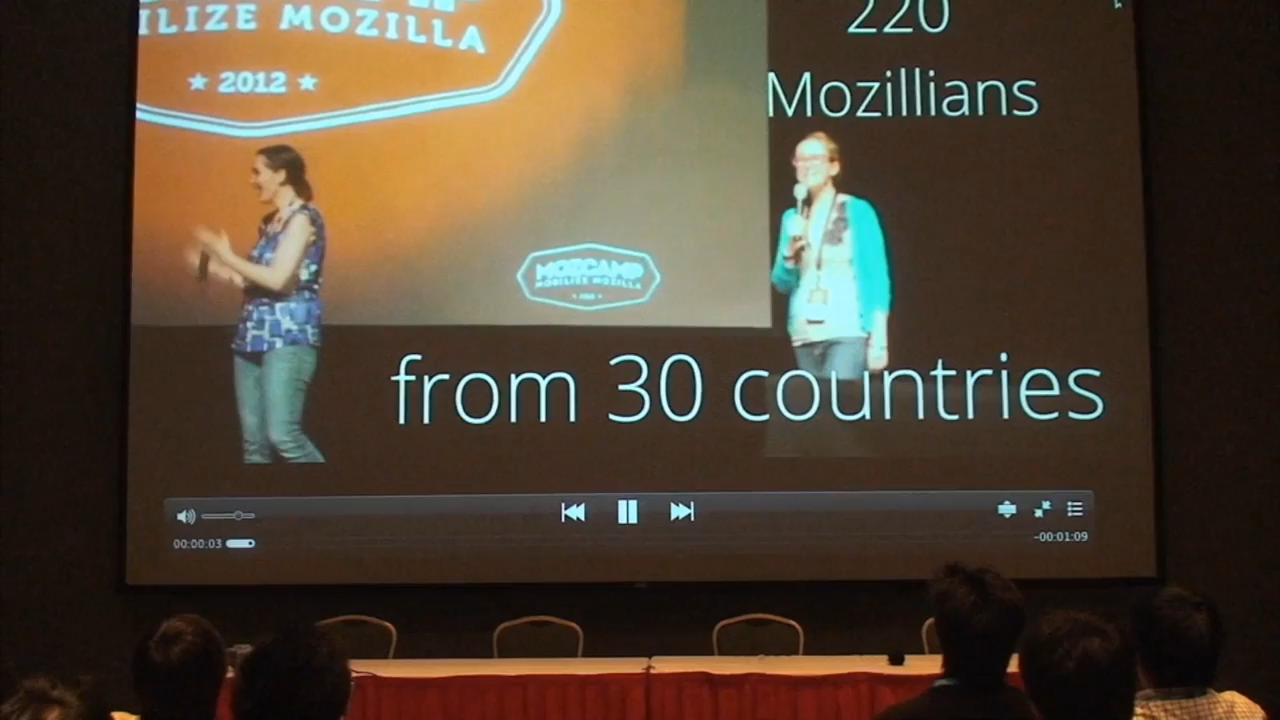 ILIZE MOZILLA
★ 2012 ★
220
Mozillians
MOZCAMP
MOBILIZE MOZILLA
from 30 countries
00:00:03
-00:01:09